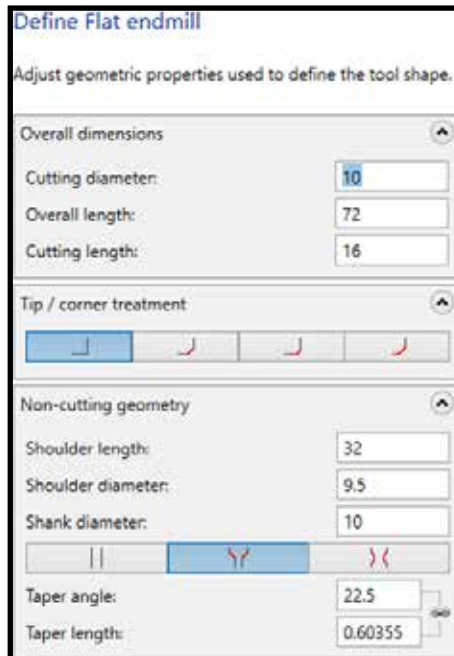 Define Flat endmill
Adjust geometric properties used to define the tool shape.
Overall dimensions
Cutting diameter: 10
Overall length: 72
Cutting length: 16
Tip / corner treatment
Non-cutting geometry
Shoulder length: 32
Shoulder diameter: 9.5
Shank diameter: 10
Taper angle: 22.5
Taper length: 0.60355